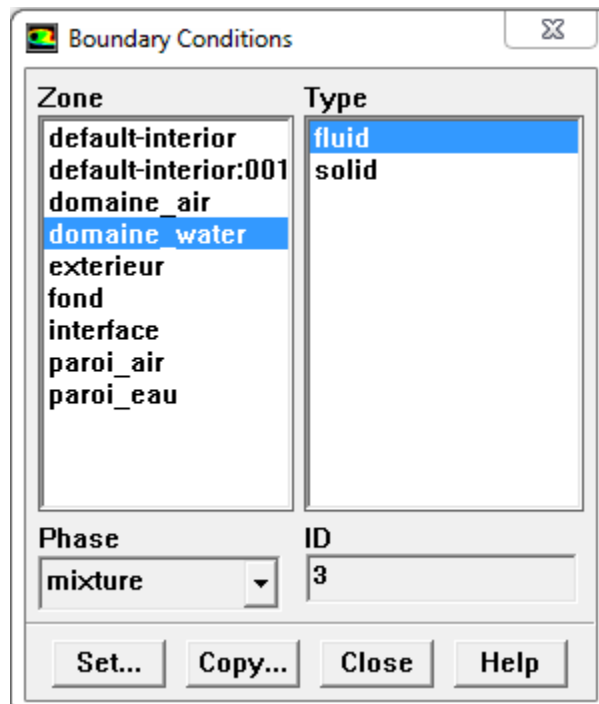 Boundary Conditions
Zone
Type
default-interior
default-interior:001
domaine_air
domaine_water
exterieur
fond
interface
paroi_air
paroi_eau
fluid
solid
Phase
ID
mixture
3
Set... Copy... Close Help